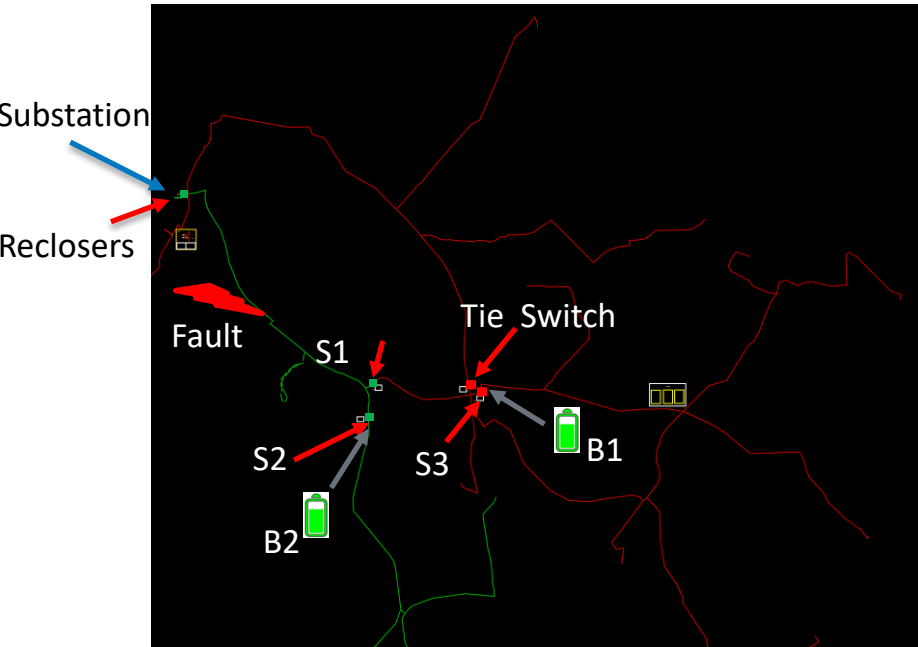 Substation
Reclosers
Fault
S1
Tie Switch
S2
S3
B1
B2